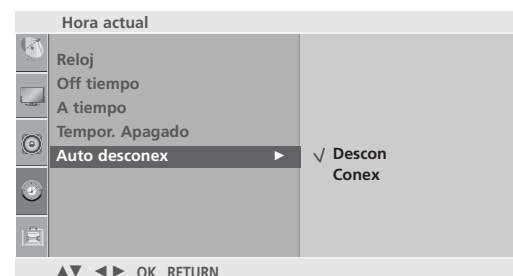 Hora actual
Reloj
Off tiempo
A tiempo
Tempor. Apagado
Auto desconex ►
√ Descon
Conex
▲▼ ◄ ► OK RETURN